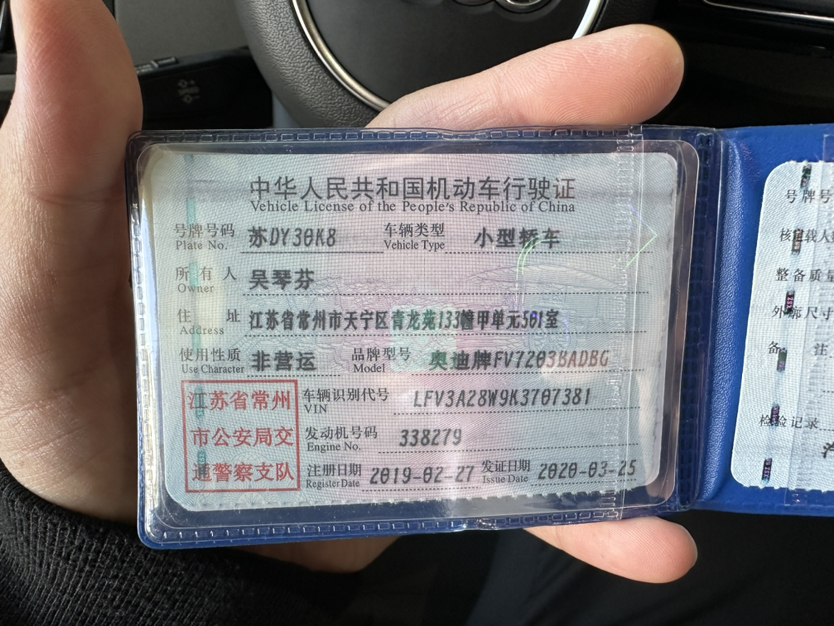 中华人民共和国机动车行驶证
Vehicle License of the People's Republic of China
号牌号码 苏DY30K8 车辆类型 小型轿车
Plate No. Vehicle Type
所有人 吴琴芬
Owner
住址 江苏省常州市天宁区青龙苑133幢甲单元501室
Address
使用性质 非营运 品牌型号 奥迪牌FV7203BADBG
Use Character Model
江苏省常州
市公安局交
通警察支队
车辆识别代号 LFV3A28W9K3707381
VIN
发动机号码 338279
Engine No.
注册日期 2019-02-27 发证日期 2020-03-25
Register Date Issue Date
号牌号
核定载人
整备质量
外廓尺寸
备 注
检验记录